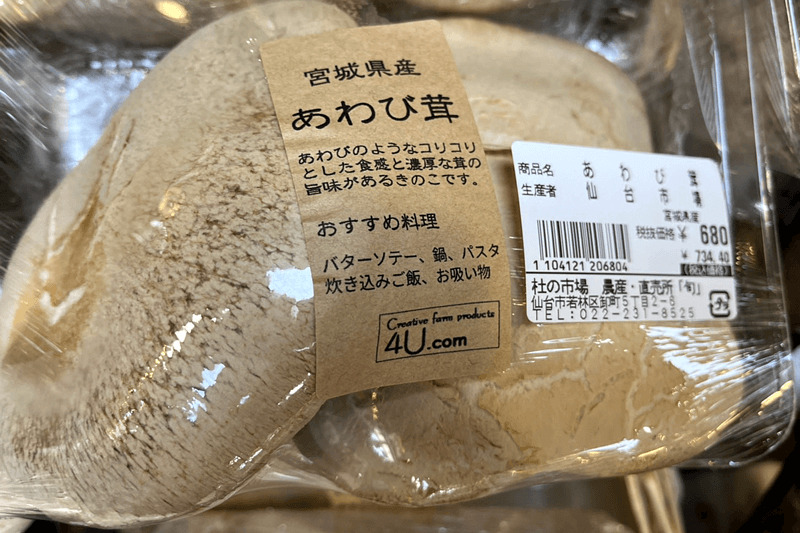 宮城県産
あわび茸
あわびのようなコリコリ
とした食感と濃厚な茸の
旨味があるきのこです。
おすすめ料理
バターソテー、鍋、パスタ
炊き込みご飯、お吸い物
Creative farm products
4U.com
商品名 あわび茸
生産者 仙台市場
宮城県産
税抜価格 ¥ 680
¥ 734.40
1 104121 206804
杜の市場 農産・直売所「旬」
仙台市若林区卸町5丁目2-6
TEL:022-231-8525